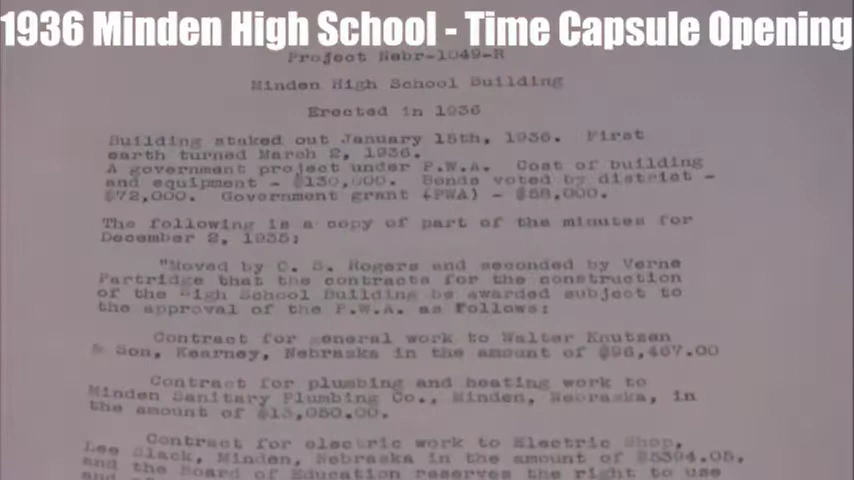 1936 Minden High School - Time Capsule Opening
Project Nebr-1049-R
Minden High School Building
Erected in 1936
Building staked out January 15th, 1936. First
earth turned March 2, 1936.
A government project under P.W.A. Cost of building
and equipment - $130,000. Bonds voted by district -
$72,000. Government grant (PWA) - $58,000.
The following is a copy of part of the minutes for
December 2, 1935;
"Moved by C. S. Rogers and seconded by Verne
Partridge that the contracts for the construction
of the High School Building be awarded subject to
the approval of the P.W.A. as follows:
Contract for general work to Walter Knutzen
& Son, Kearney, Nebraska in the amount of $96,467.00
Contract for plumbing and heating work to
Minden Sanitary Plumbing Co., Minden, Nebraska, in
the amount of $13,050.00.
Contract for electric work to Electric Shop,
Lee Slack, Minden, Nebraska in the amount of $5394.05,
and the Board of Education reserves the right to use